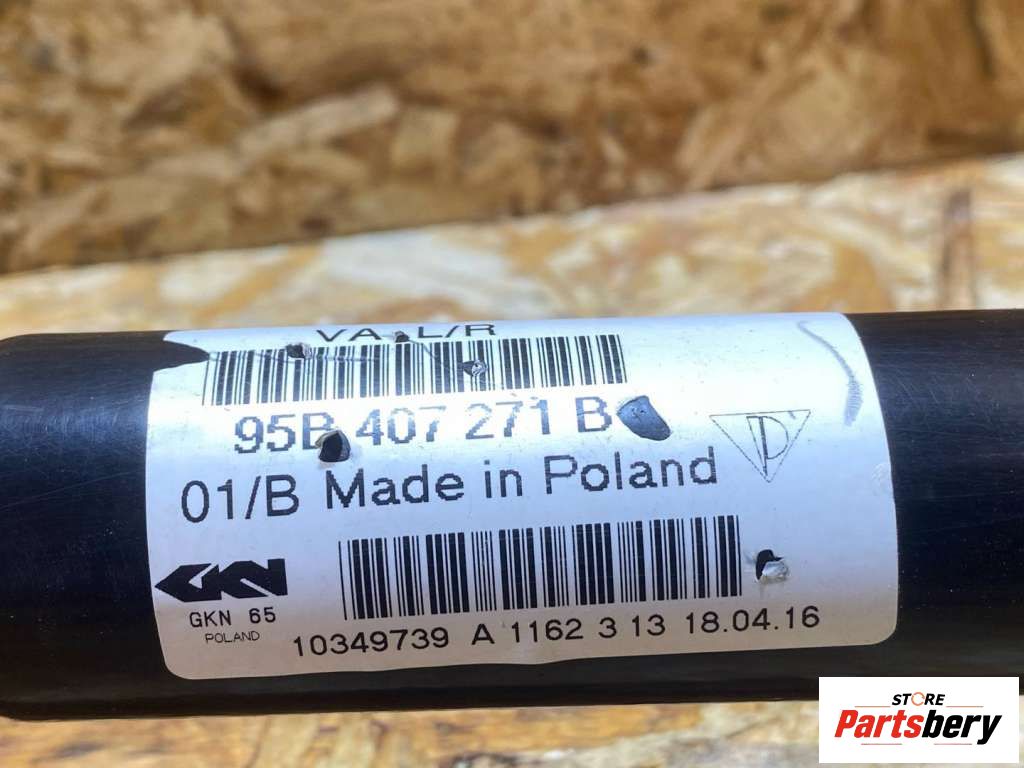 VA L/R
95B 407 271 B
P
01/B Made in Poland
GKN
GKN 65
POLAND
10349739 A 1162 3 13 18.04.16
STORE
Partsbery